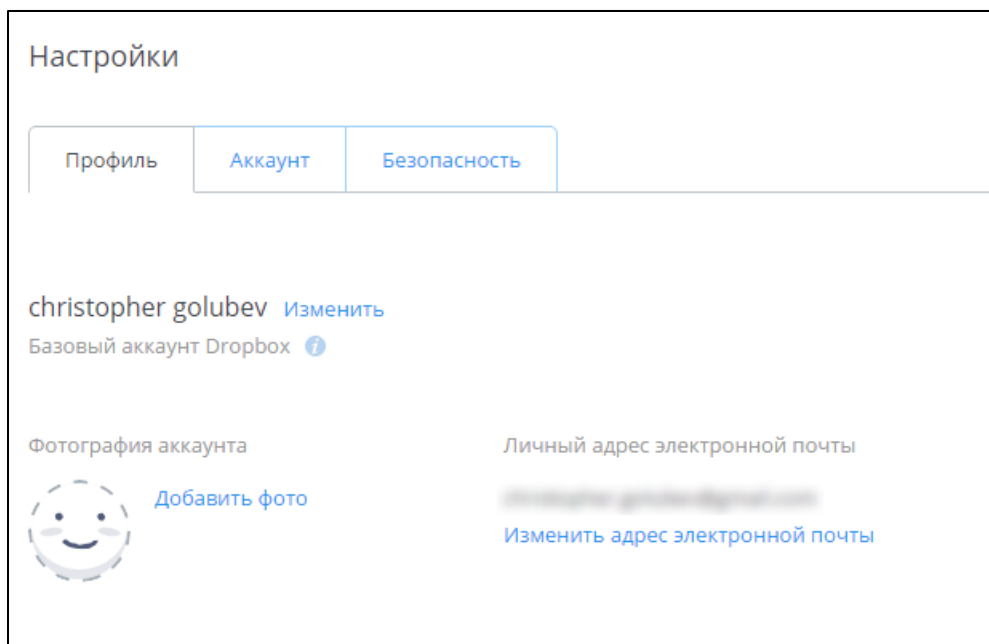 Настройки
Профиль Аккаунт Безопасность
christopher golubev Изменить
Базовый аккаунт Dropbox
Фотография аккаунта
Добавить фото
Личный адрес электронной почты
Изменить адрес электронной почты